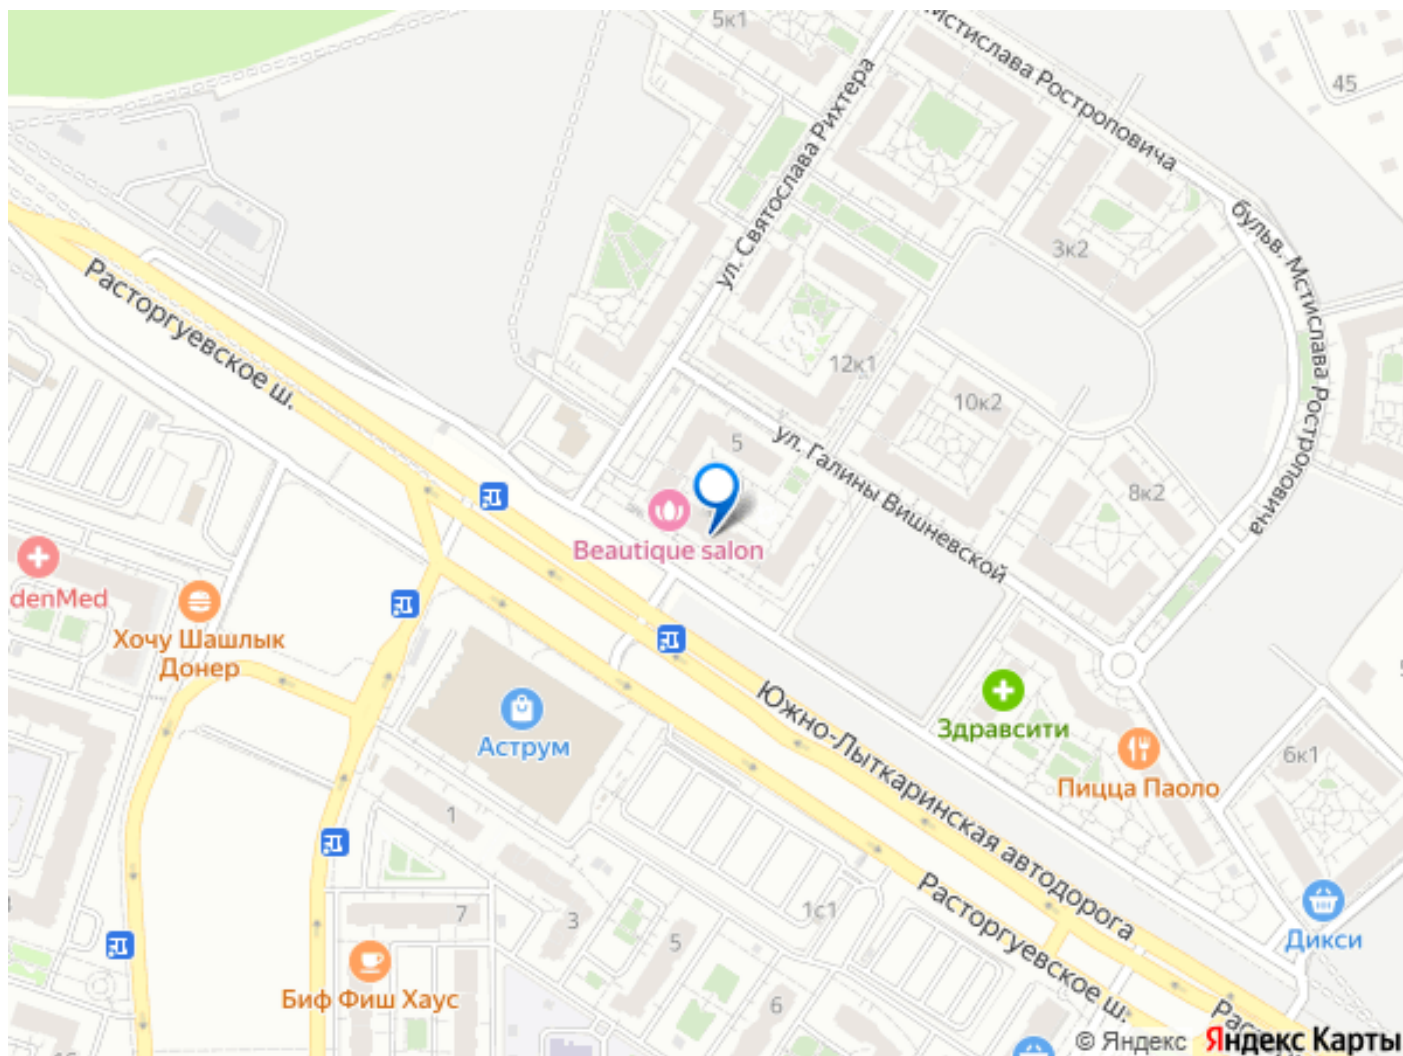 5к1
Мстислава Ростроповича
45
ул. Святослава Рихтера
бульв. Мстислава Ростроповича
3к2
Расторгуевское ш.
12к1
10к2
5
ул. Галины Вишневской
8к2
Beautique salon
denMed
Хочу Шашлык
Донер
Здравсити
Южно-Лыткаринская автодорога
Аструм
Пицца Паоло
6к1
1
1с1
7
3
5
Расторгуевское ш.
Дикси
Биф Фиш Хаус
6
© Яндекс Яндекс Карты